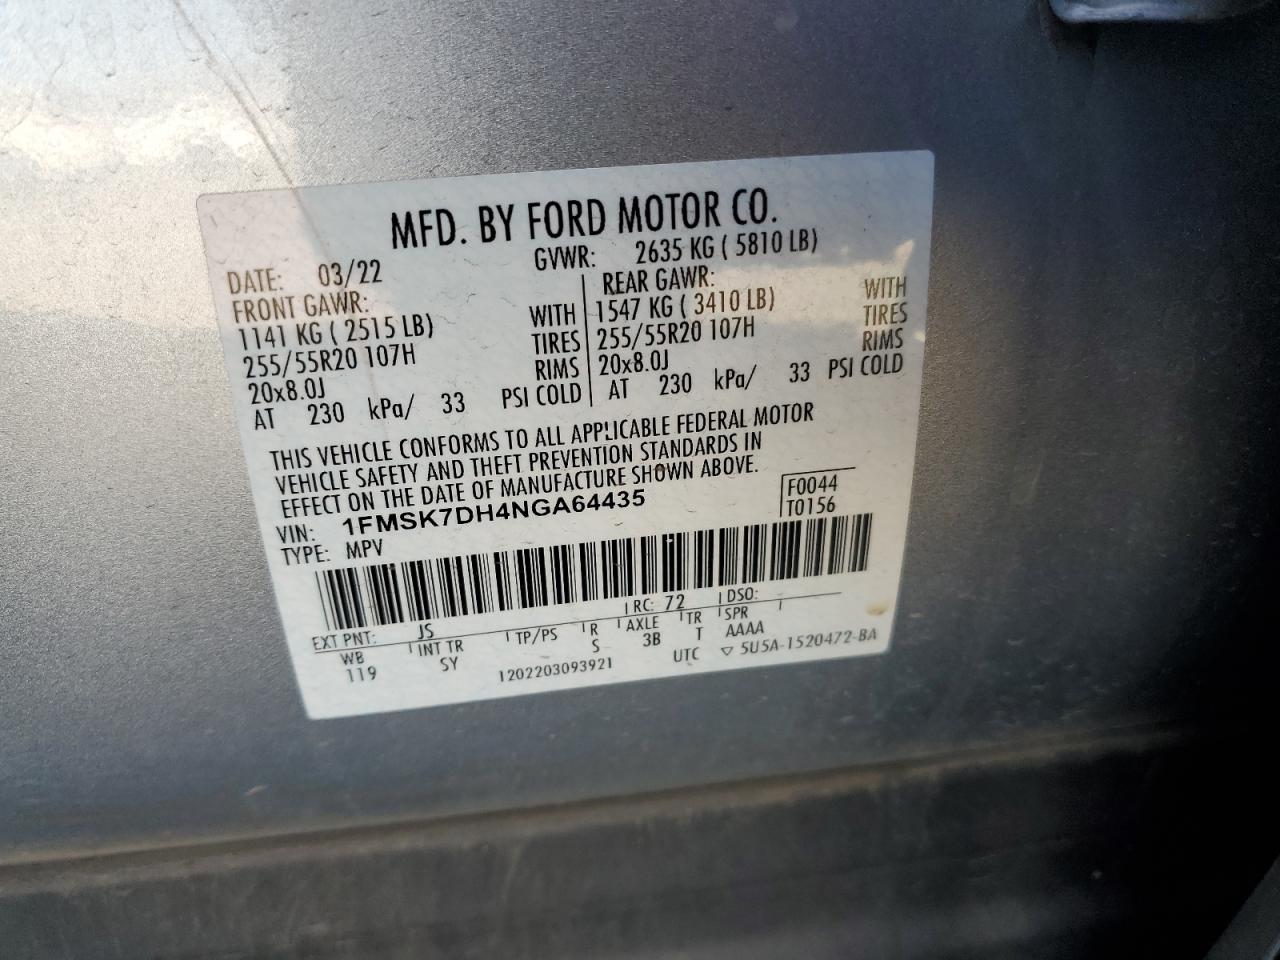 MFD. BY FORD MOTOR CO.
DATE: 03/22 GVWR: 2635 KG ( 5810 LB)
FRONT GAWR: REAR GAWR:
1141 KG ( 2515 LB) WITH 1547 KG ( 3410 LB) WITH
255/55R20 107H TIRES 255/55R20 107H TIRES
20x8.0J RIMS 20x8.0J RIMS
AT 230 kPa/ 33 PSI COLD AT 230 kPa/ 33 PSI COLD
THIS VEHICLE CONFORMS TO ALL APPLICABLE FEDERAL MOTOR
VEHICLE SAFETY AND THEFT PREVENTION STANDARDS IN
EFFECT ON THE DATE OF MANUFACTURE SHOWN ABOVE.
VIN: 1FMSK7DH4NGA64435 F0044
TYPE: MPV T0156
EXT PNT: JS RC: 72 DSO:
WB INT TR TP/PS R AXLE TR SPR
119 SY S 3B T AAAA
1202203093921 UTC ▽ 5U5A-1520472-BA